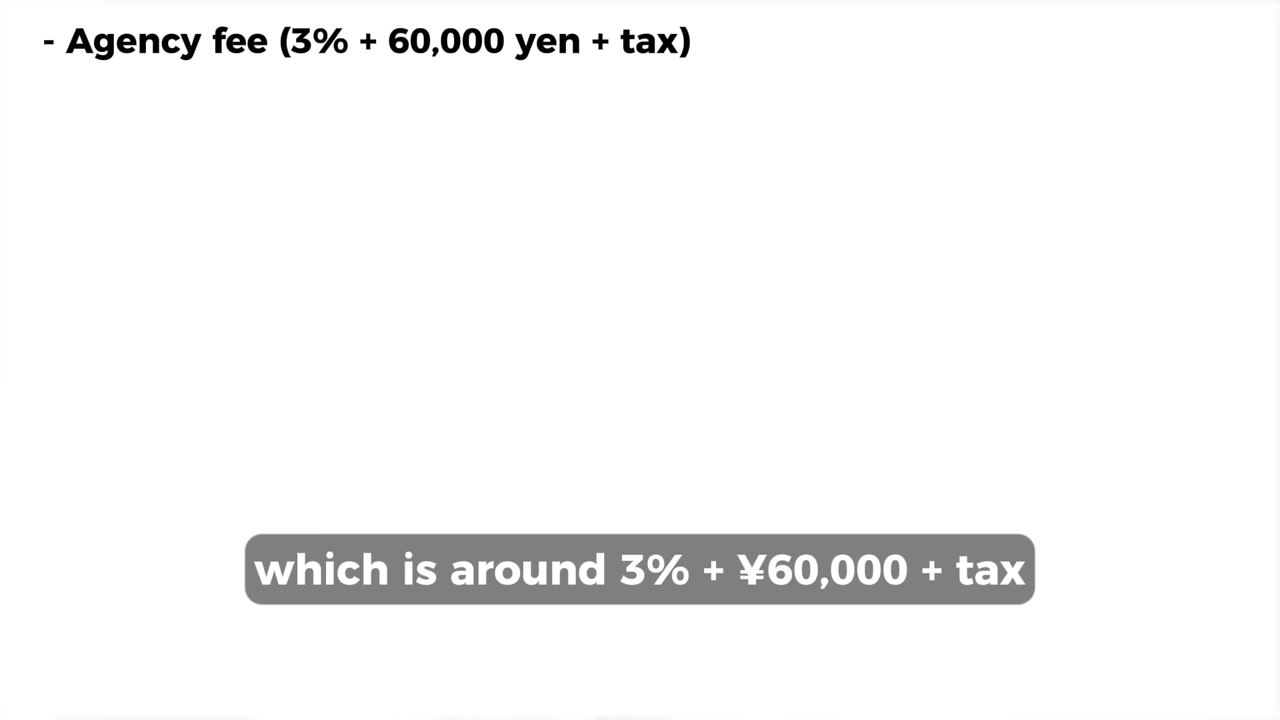 - Agency fee (3% + 60,000 yen + tax)
which is around 3% + ¥60,000 + tax